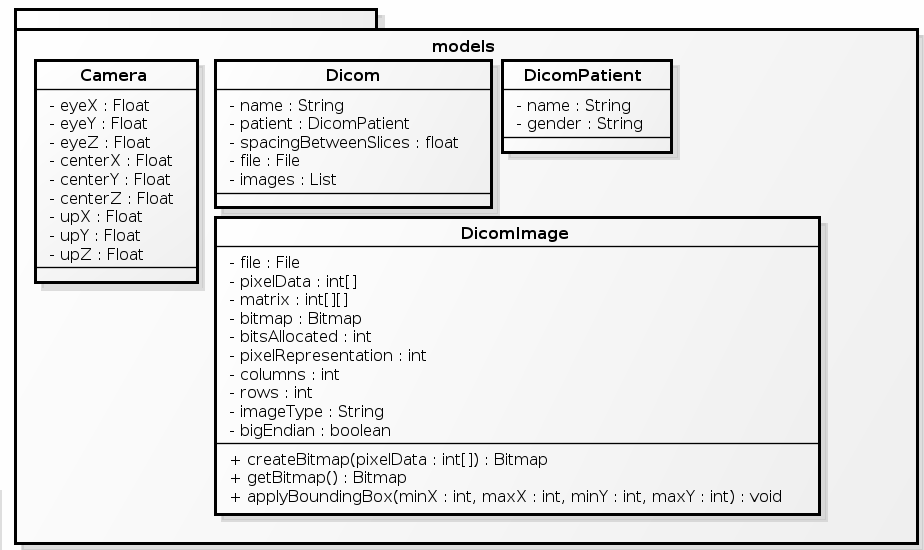 models
Camera
- eyeX : Float
- eyeY : Float
- eyeZ : Float
- centerX : Float
- centerY : Float
- centerZ : Float
- upX : Float
- upY : Float
- upZ : Float
Dicom
- name : String
- patient : DicomPatient
- spacingBetweenSlices : float
- file : File
- images : List
DicomPatient
- name : String
- gender : String
DicomImage
- file : File
- pixelData : int[]
- matrix : int[][]
- bitmap : Bitmap
- bitsAllocated : int
- pixelRepresentation : int
- columns : int
- rows : int
- imageType : String
- bigEndian : boolean
+ createBitmap(pixelData : int[]) : Bitmap
+ getBitmap() : Bitmap
+ applyBoundingBox(minX : int, maxX : int, minY : int, maxY : int) : void